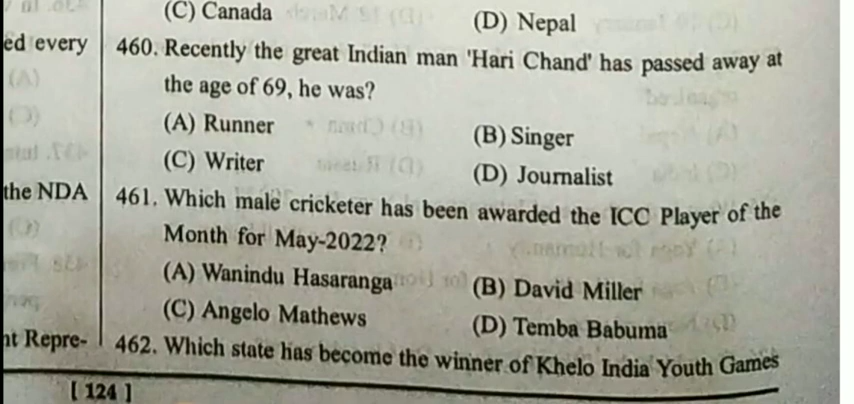 (C) Canada (D) Nepal
ed every
460. Recently the great Indian man 'Hari Chand' has passed away at
the age of 69, he was?
(A) Runner (B) Singer
(C) Writer (D) Journalist
the NDA
461. Which male cricketer has been awarded the ICC Player of the
Month for May-2022?
(A) Wanindu Hasaranga (B) David Miller
(C) Angelo Mathews (D) Temba Babuma
nt Repre-
462. Which state has become the winner of Khelo India Youth Games
[ 124 ]